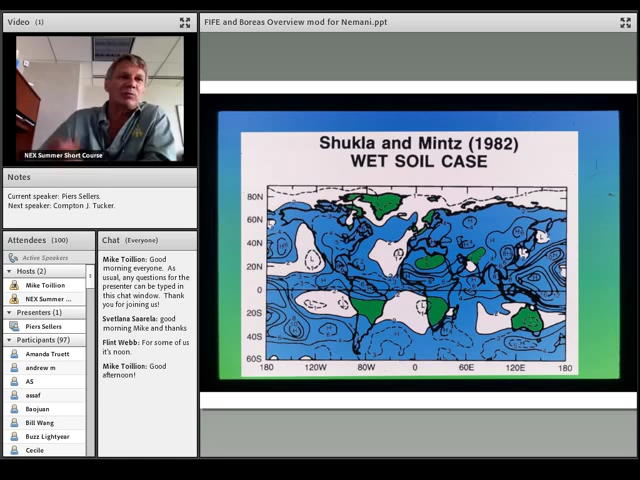 Video (1)
NEX Summer Short Course
Notes
Current speaker: Piers Sellers.
Next speaker: Compton J. Tucker.
Attendees (100)
Active Speakers
Hosts (2)
Mike Toillion
NEX Summer ...
Presenters (1)
Piers Sellers
Participants (97)
Amanda Truett
andrew m
AS
assaf
Baojuan
Bill Wang
Buzz Lightyear
Cecile
Chat (Everyone)
Mike Toillion: Good
morning everyone. As
usual, any questions for the
presenter can be typed in
this chat window. Thank
you for joining us!
Svetlana Saarela: good
morning Mike and thanks
Flint Webb: For some of
us it's noon.
Mike Toillion: Good
afternoon!
FIFE and Boreas Overview mod for Nemani.ppt
Shukla and Mintz (1982)
WET SOIL CASE
80N
60N
40N
20N
0
20S
40S
60S
180 120W 80W 0 60E 120E 180